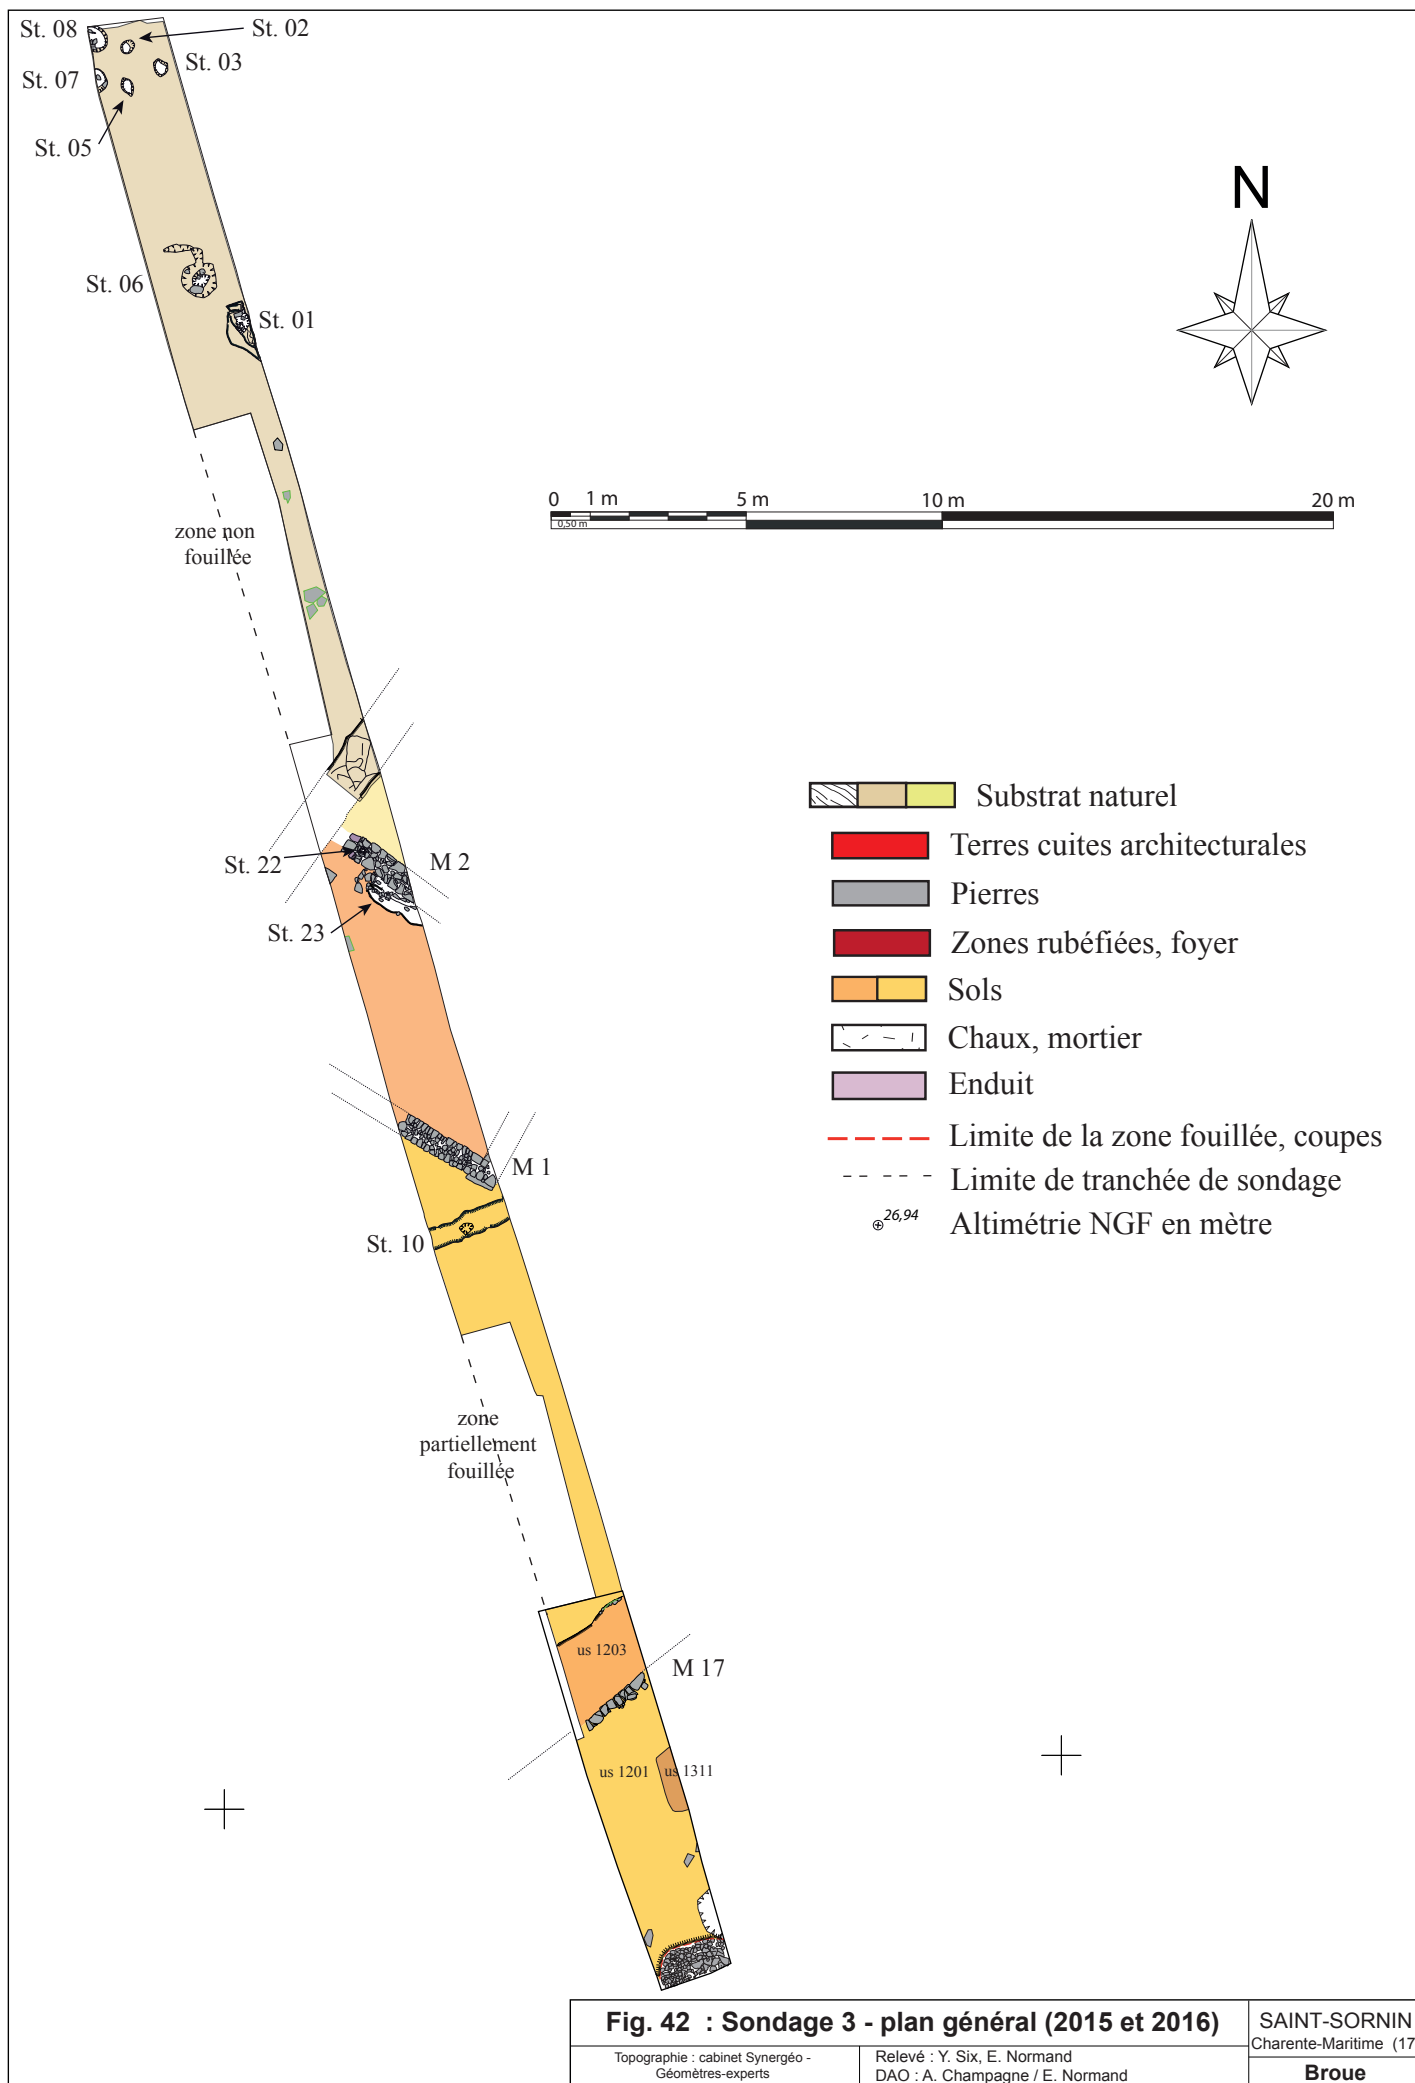 St. 08
St. 02
St. 03
St. 07
St. 05
N
St. 06
St. 01
0 1 m 5 m 10 m 20 m
0,50 m
zone non
fouillée
Substrat naturel
Terres cuites architecturales
Pierres
Zones rubéfiées, foyer
Sols
Chaux, mortier
Enduit
Limite de la zone fouillée, coupes
Limite de tranchée de sondage
26,94 Altimétrie NGF en mètre
St. 22
M 2
St. 23
M 1
St. 10
zone
partiellement
fouillée
us 1203
M 17
us 1201
us 1311
Fig. 42 : Sondage 3 - plan général (2015 et 2016)
Topographie : cabinet Synergéo -
Géomètres-experts
Relevé : Y. Six, E. Normand
DAO : A. Champagne / E. Normand
SAINT-SORNIN
Charente-Maritime (17
Broue